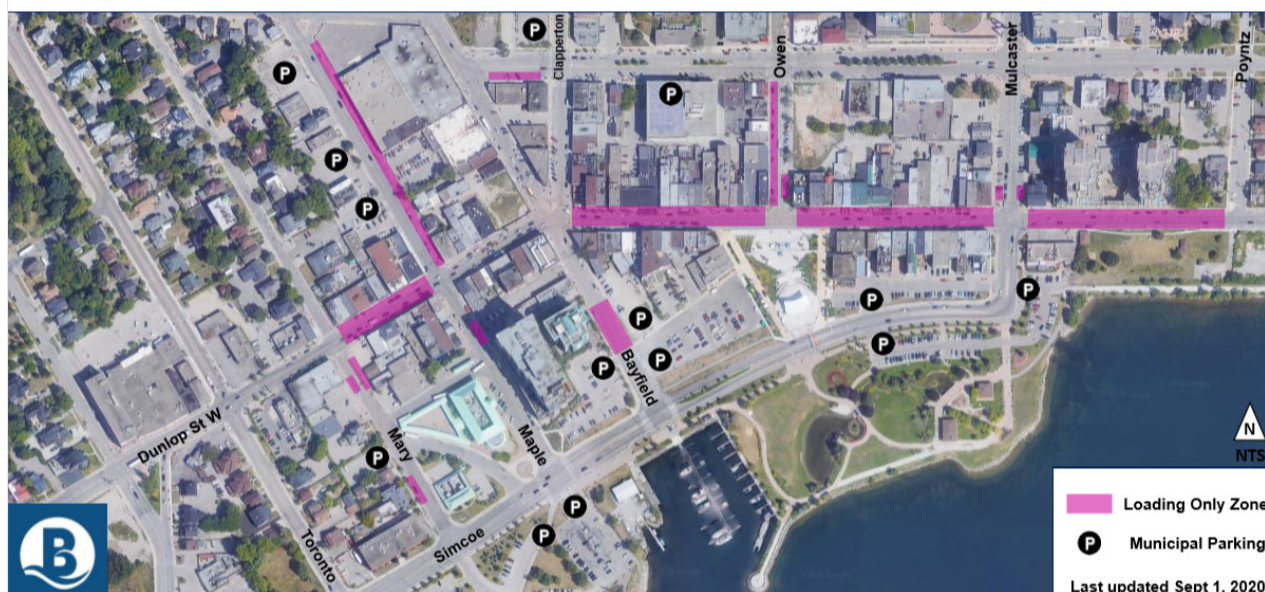 P
Clapperton
Owen
Mulcaster
Poyntz
P
P
P
P
P
P
P
P
P
P
P
Bayfield
Dunlop St W
Mary
Maple
P
N
NTS
Toronto
Simcoe
P
P
B
Loading Only Zone
P Municipal Parking
Last updated Sept 1, 2020